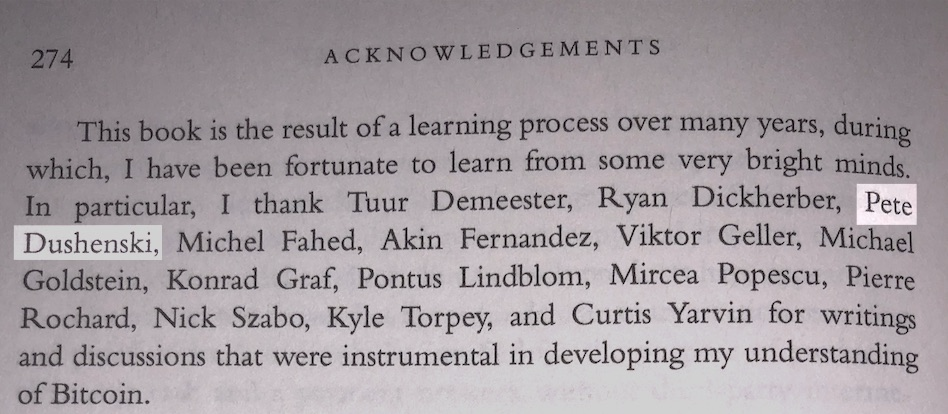 274 ACKNOWLEDGEMENTS
This book is the result of a learning process over many years, during
which, I have been fortunate to learn from some very bright minds.
In particular, I thank Tuur Demeester, Ryan Dickherber, Pete
Dushenski, Michel Fahed, Akin Fernandez, Viktor Geller, Michael
Goldstein, Konrad Graf, Pontus Lindblom, Mircea Popescu, Pierre
Rochard, Nick Szabo, Kyle Torpey, and Curtis Yarvin for writings
and discussions that were instrumental in developing my understanding
of Bitcoin.